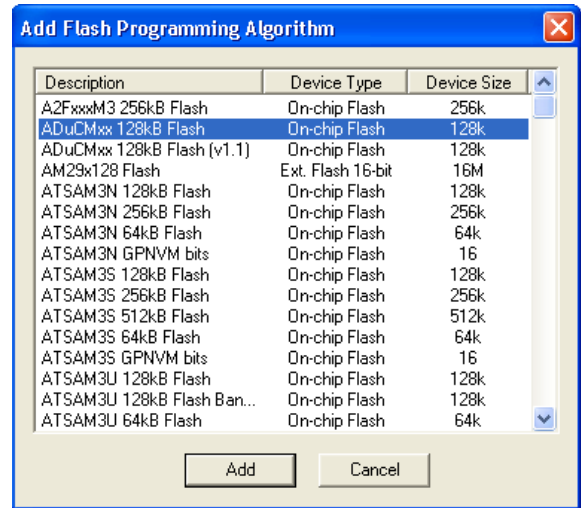 Add Flash Programming Algorithm
Description Device Type Device Size
A2FxxxM3 256kB Flash On-chip Flash 256k
ADuCMxx 128kB Flash On-chip Flash 128k
ADuCMxx 128kB Flash (v1.1) On-chip Flash 128k
AM29x128 Flash Ext. Flash 16-bit 16M
ATSAM3N 128kB Flash On-chip Flash 128k
ATSAM3N 256kB Flash On-chip Flash 256k
ATSAM3N 64kB Flash On-chip Flash 64k
ATSAM3N GPNVM bits On-chip Flash 16
ATSAM3S 128kB Flash On-chip Flash 128k
ATSAM3S 256kB Flash On-chip Flash 256k
ATSAM3S 512kB Flash On-chip Flash 512k
ATSAM3S 64kB Flash On-chip Flash 64k
ATSAM3S GPNVM bits On-chip Flash 16
ATSAM3U 128kB Flash On-chip Flash 128k
ATSAM3U 128kB Flash Ban... On-chip Flash 128k
ATSAM3U 64kB Flash On-chip Flash 64k
Add Cancel